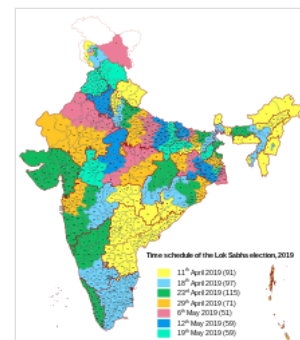 Time schedule of the Lok Sabha election, 2019
11th April 2019 (91)
18th April 2019 (97)
23rd April 2019 (115)
29th April 2019 (71)
6th May 2019 (51)
12th May 2019 (59)
19th May 2019 (59)